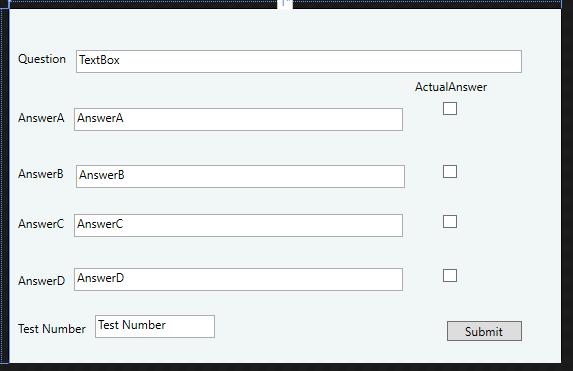 Question TextBox
ActualAnswer
AnswerA AnswerA
AnswerB AnswerB
AnswerC AnswerC
AnswerD AnswerD
Test Number Test Number
Submit